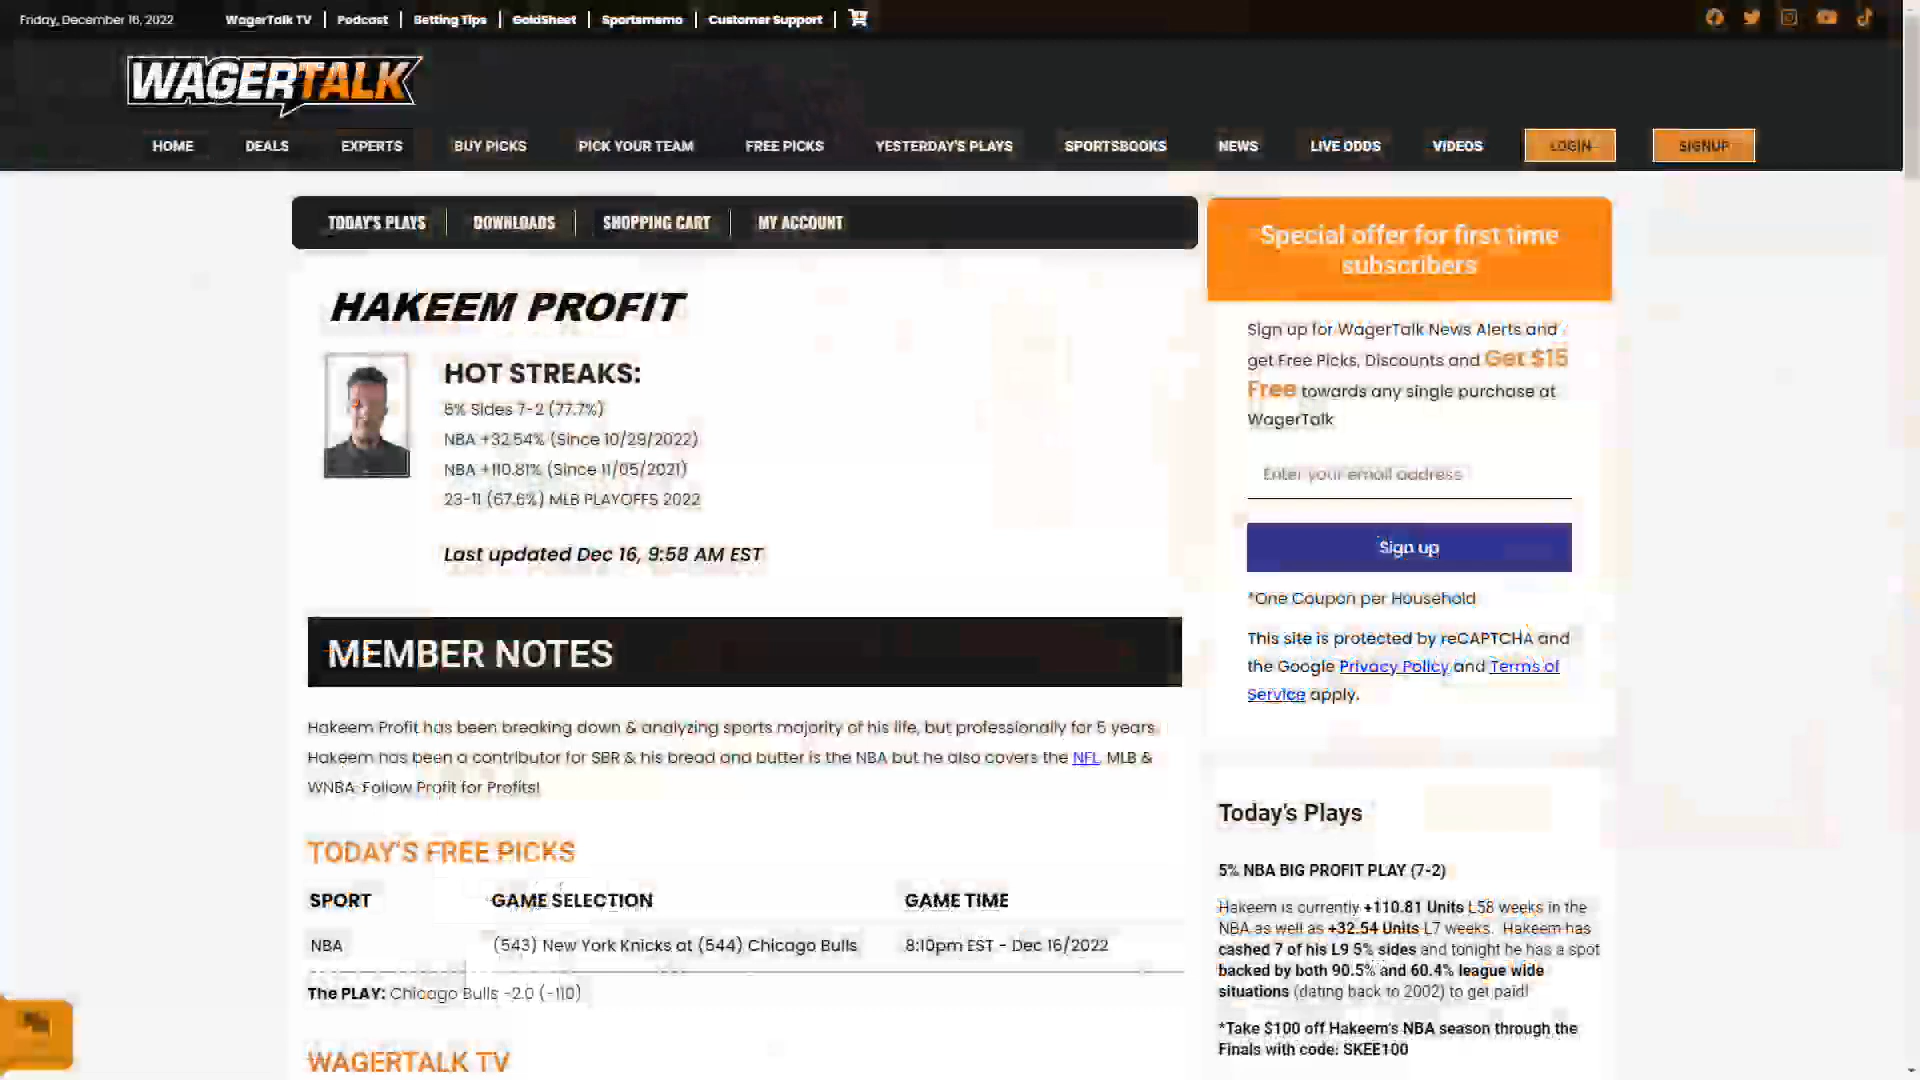 Friday, December 16, 2022
WagerTalk TV
Podcast
Betting Tips
GoldSheet
Sportsmemo
Customer Support
WAGERTALK
HOME
DEALS
EXPERTS
BUY PICKS
PICK YOUR TEAM
FREE PICKS
YESTERDAY'S PLAYS
SPORTSBOOKS
NEWS
LIVE ODDS
VIDEOS
LOGIN
SIGNUP
TODAY'S PLAYS
DOWNLOADS
SHOPPING CART
MY ACCOUNT
HAKEEM PROFIT
HOT STREAKS:
5% Sides 7-2 (77.7%)
NBA +32.54% (Since 10/29/2022)
NBA +110.81% (Since 11/05/2021)
23-11 (67.6%) MLB PLAYOFFS 2022
Last updated Dec 16, 9:58 AM EST
MEMBER NOTES
Hakeem Profit has been breaking down & analyzing sports majority of his life, but professionally for 5 years.
Hakeem has been a contributor for SBR & his bread and butter is the NBA but he also covers the NFL, MLB &
WNBA. Follow Profit for Profits!
TODAY'S FREE PICKS
SPORT
GAME SELECTION
GAME TIME
NBA
(543) New York Knicks at (544) Chicago Bulls
8:10pm EST - Dec 16/2022
The PLAY: Chicago Bulls -2.0 (-110)
WAGERTALK TV
Special offer for first time
subscribers
Sign up for WagerTalk News Alerts and
get Free Picks, Discounts and Get $15
Free towards any single purchase at
WagerTalk
Enter your email address
Sign up
*One Coupon per Household
This site is protected by reCAPTCHA and
the Google Privacy Policy and Terms of
Service apply.
Today's Plays
5% NBA BIG PROFIT PLAY (7-2)
Hakeem is currently +110.81 Units L58 weeks in the
NBA as well as +32.54 Units L7 weeks. Hakeem has
cashed 7 of his L9 5% sides and tonight he has a spot
backed by both 90.5% and 60.4% league wide
situations (dating back to 2002) to get paid!
*Take $100 off Hakeem's NBA season through the
Finals with code: SKEE100